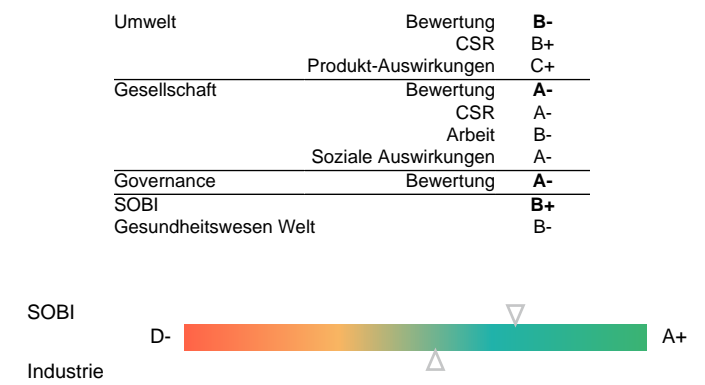 Umwelt Bewertung B-
CSR B+
Produkt-Auswirkungen C+
Gesellschaft Bewertung A-
CSR A-
Arbeit B-
Soziale Auswirkungen A-
Governance Bewertung A-
SOBI B+
Gesundheitswesen Welt B-
SOBI
D- A+
Industrie